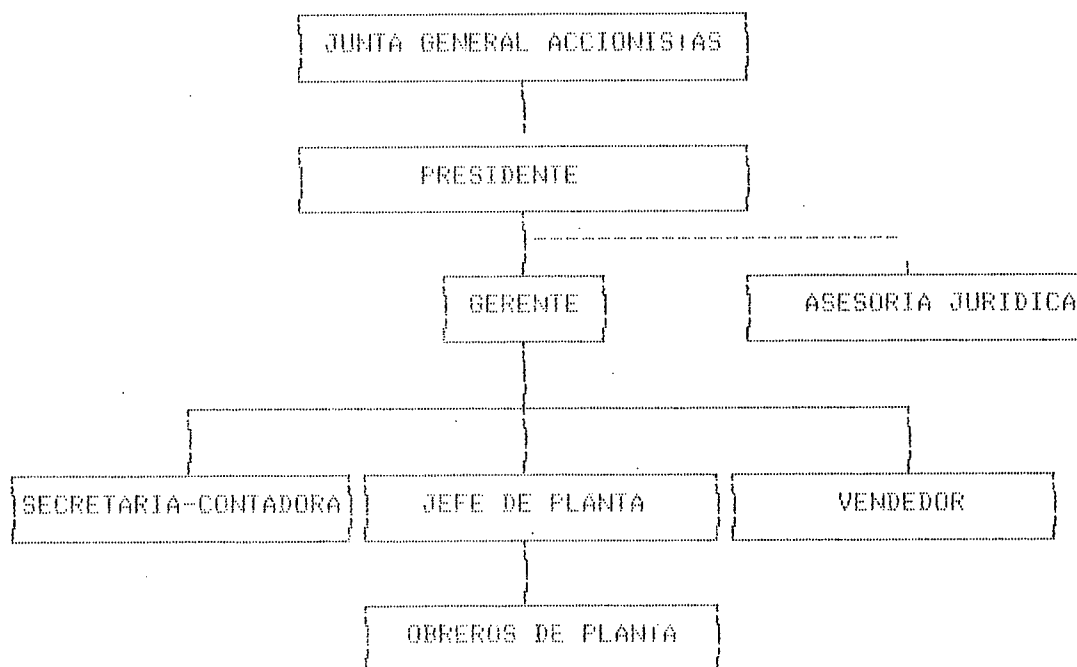 JUNTA GENERAL ACCIONISTAS
PRESIDENTE
GERENTE
ASESORIA JURIDICA
SECRETARIA-CONTADORA
JEFE DE PLANTA
VENDEDOR
OBREROS DE PLANTA